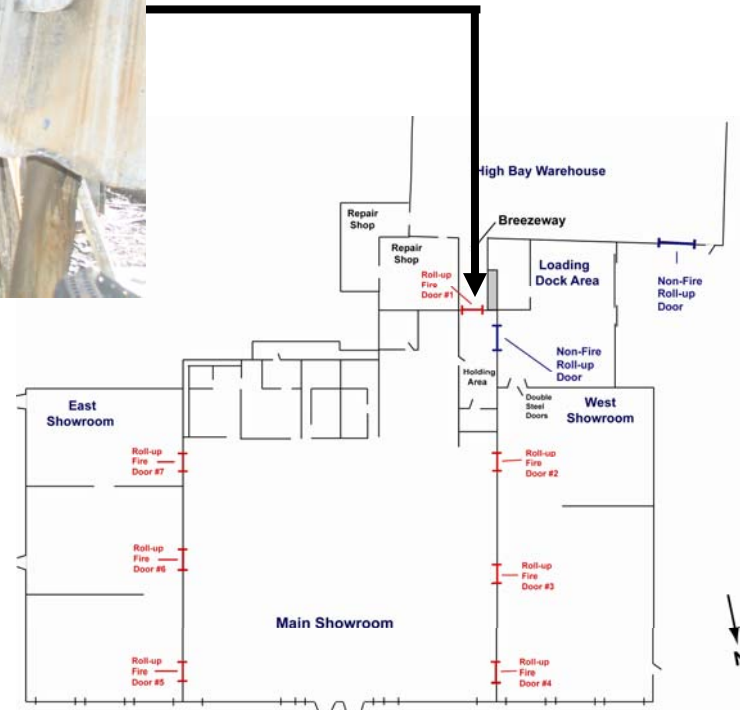 High Bay Warehouse
Repair
Shop
Breezeway
Repair
Shop
Roll-up
Fire
Door #1
Loading
Dock Area
Non-Fire
Roll-up
Door
Non-Fire
Roll-up
Door
Holding
Area
Double
Steel
Doors
East
Showroom
West
Showroom
Roll-up
Fire
Door #7
Roll-up
Fire
Door #2
Roll-up
Fire
Door #6
Roll-up
Fire
Door #3
Main Showroom
Roll-up
Fire
Door #5
Roll-up
Fire
Door #4
N